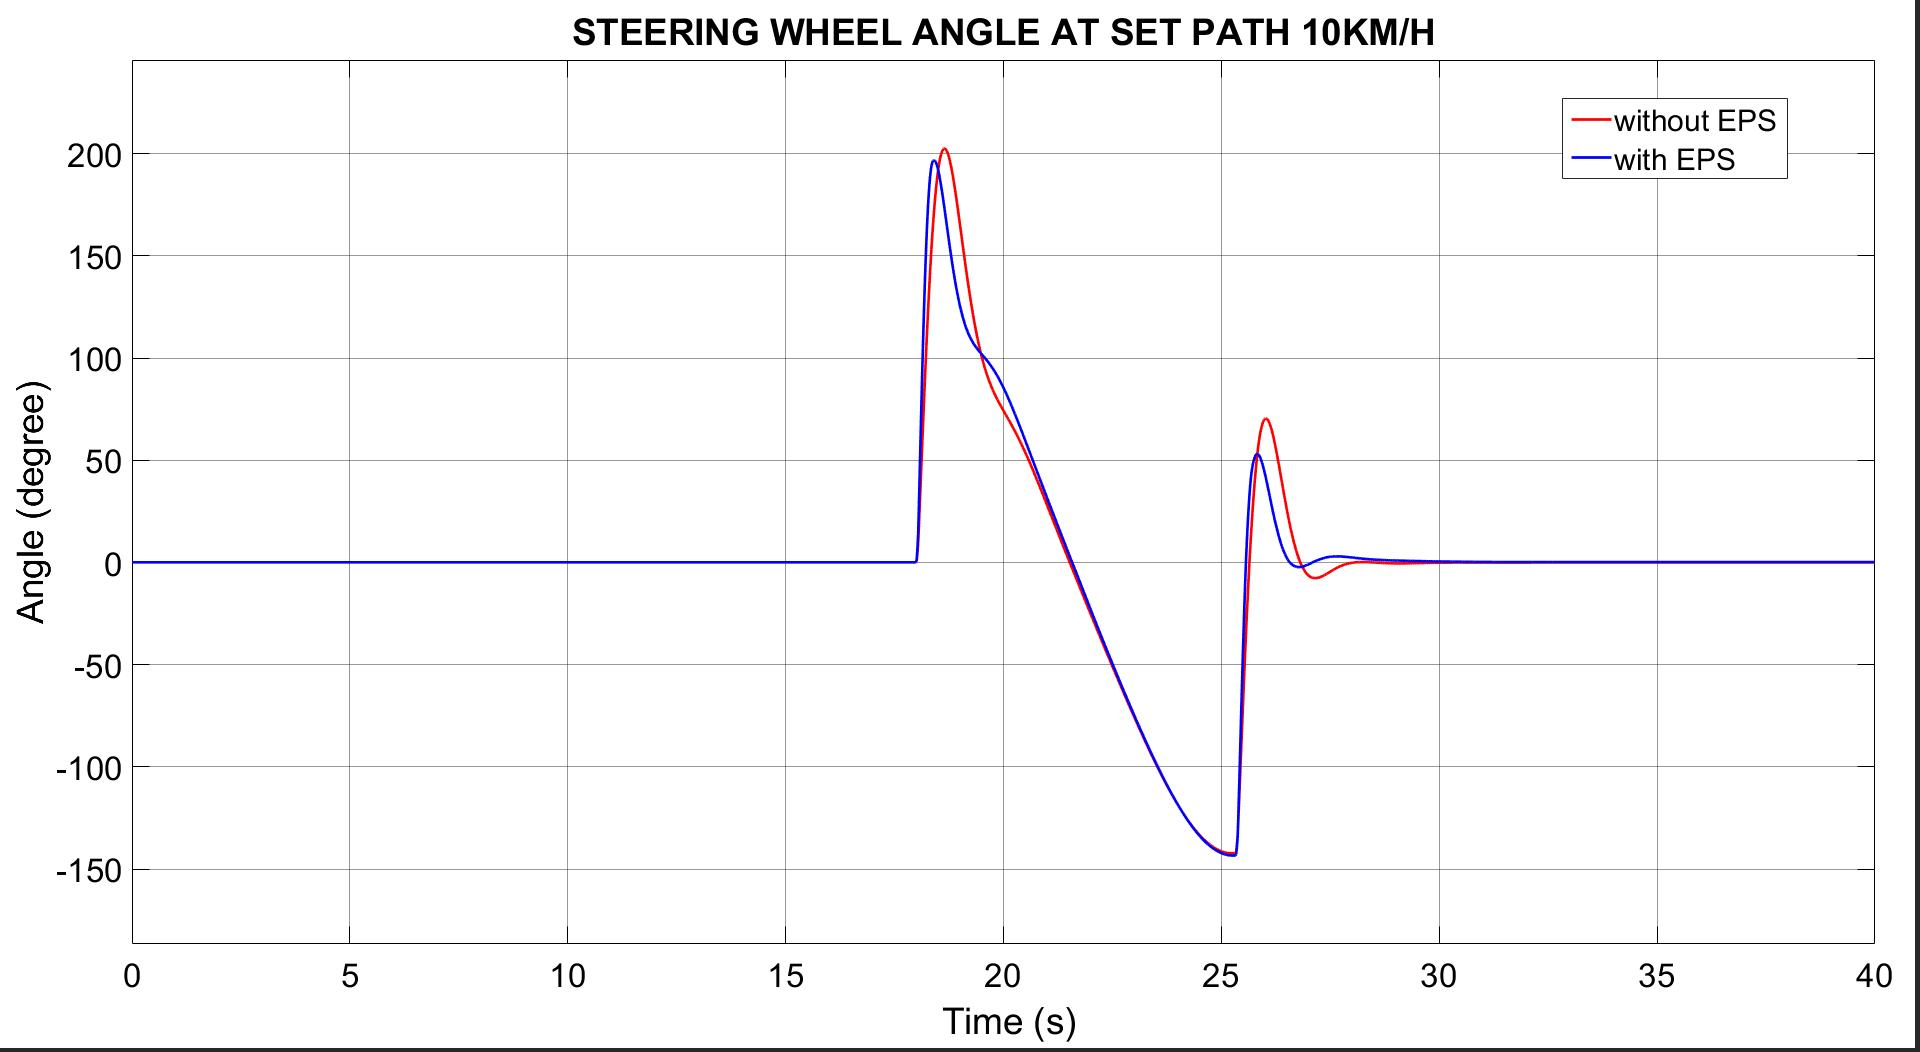 STEERING WHEEL ANGLE AT SET PATH 10KM/H
without EPS
with EPS
200
150
100
50
0
-50
-100
-150
Angle (degree)
0 5 10 15 20 25 30 35 40
Time (s)